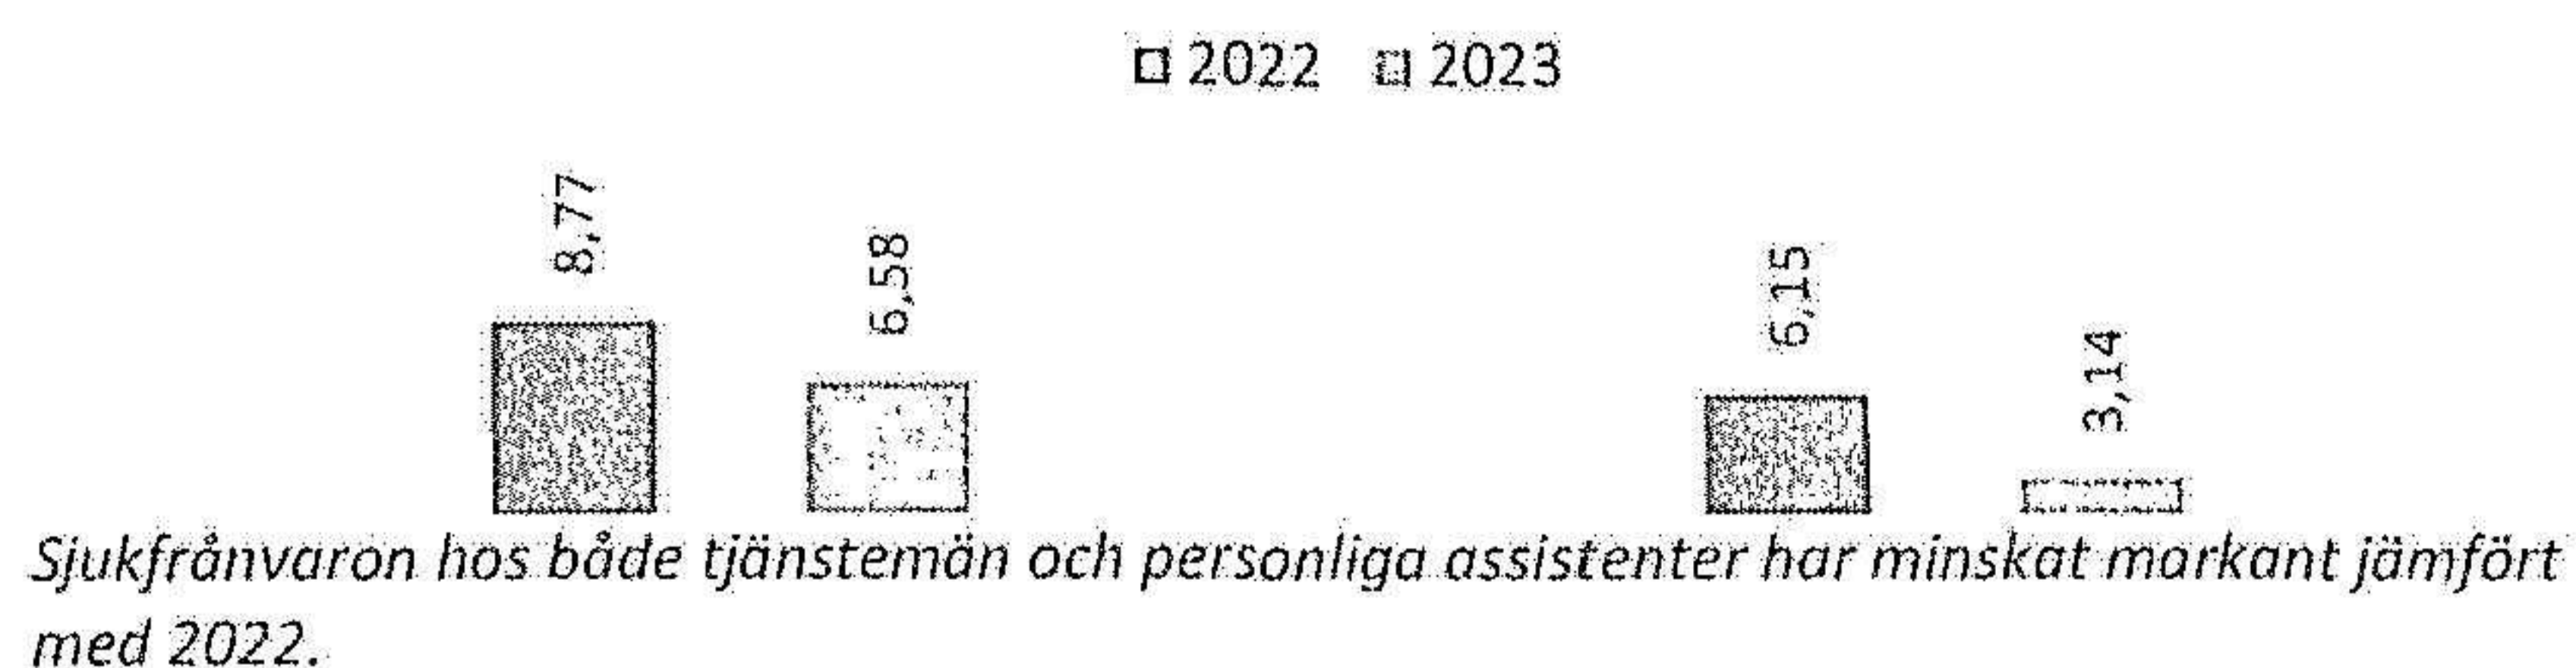 2022 2023
8,77
6,58
6,15
3,14
Sjukfrånvaron hos både tjänstemän och personliga assistenter har minskat markant jämfört
med 2022.